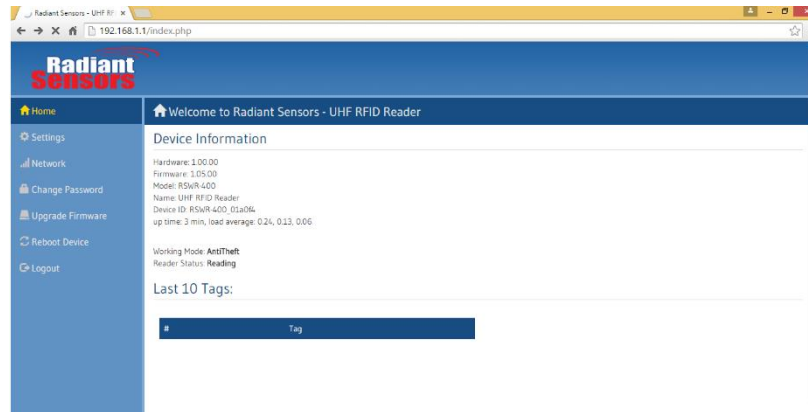 Radiant Sensors - UHF RF
192.168.1.1/index.php
Radiant
Sensors
Home
Settings
Network
Change Password
Upgrade Firmware
Reboot Device
Logout
Welcome to Radiant Sensors - UHF RFID Reader
Device Information
Hardware: 1.00.00
Firmware: 1.05.00
Model: RSWR-400
Name: UHF RFID Reader
Device ID: RSWR-400_01a0f4
up time: 3 min, load average: 0.24, 0.13, 0.06
Working Mode: AntiTheft
Reader Status: Reading
Last 10 Tags:
# Tag